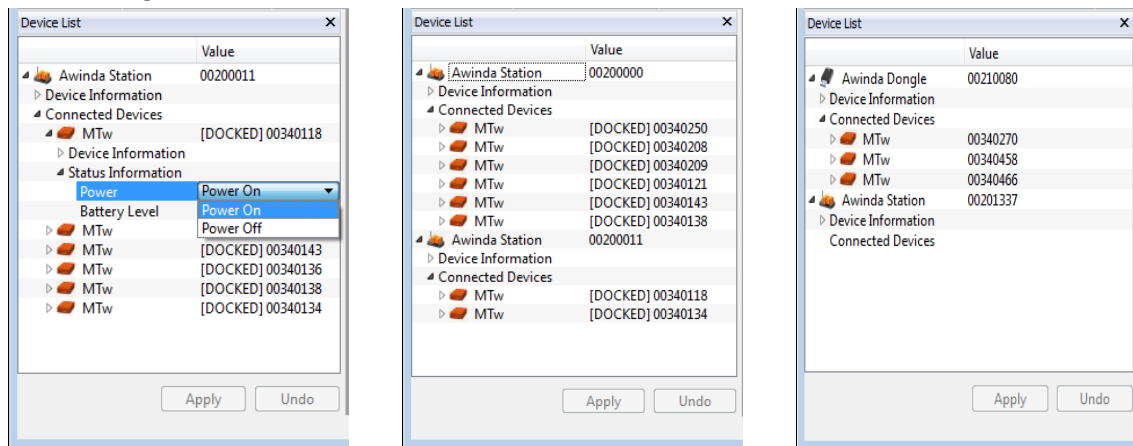 Device List X
Value
Awinda Station 00200011
Device Information
Connected Devices
MTw [DOCKED] 00340118
Device Information
Status Information
Power Power On
Battery Level Power On
MTw Power Off
MTw [DOCKED] 00340143
MTw [DOCKED] 00340136
MTw [DOCKED] 00340138
MTw [DOCKED] 00340134
Apply Undo
Device List X
Value
Awinda Station 00200000
Device Information
Connected Devices
MTw [DOCKED] 00340250
MTw [DOCKED] 00340208
MTw [DOCKED] 00340209
MTw [DOCKED] 00340121
MTw [DOCKED] 00340143
MTw [DOCKED] 00340138
Awinda Station 00200011
Device Information
Connected Devices
MTw [DOCKED] 00340118
MTw [DOCKED] 00340134
Apply Undo
Device List X
Value
Awinda Dongle 00210080
Device Information
Connected Devices
MTw 00340270
MTw 00340458
MTw 00340466
Awinda Station 00201337
Device Information
Connected Devices
Apply Undo